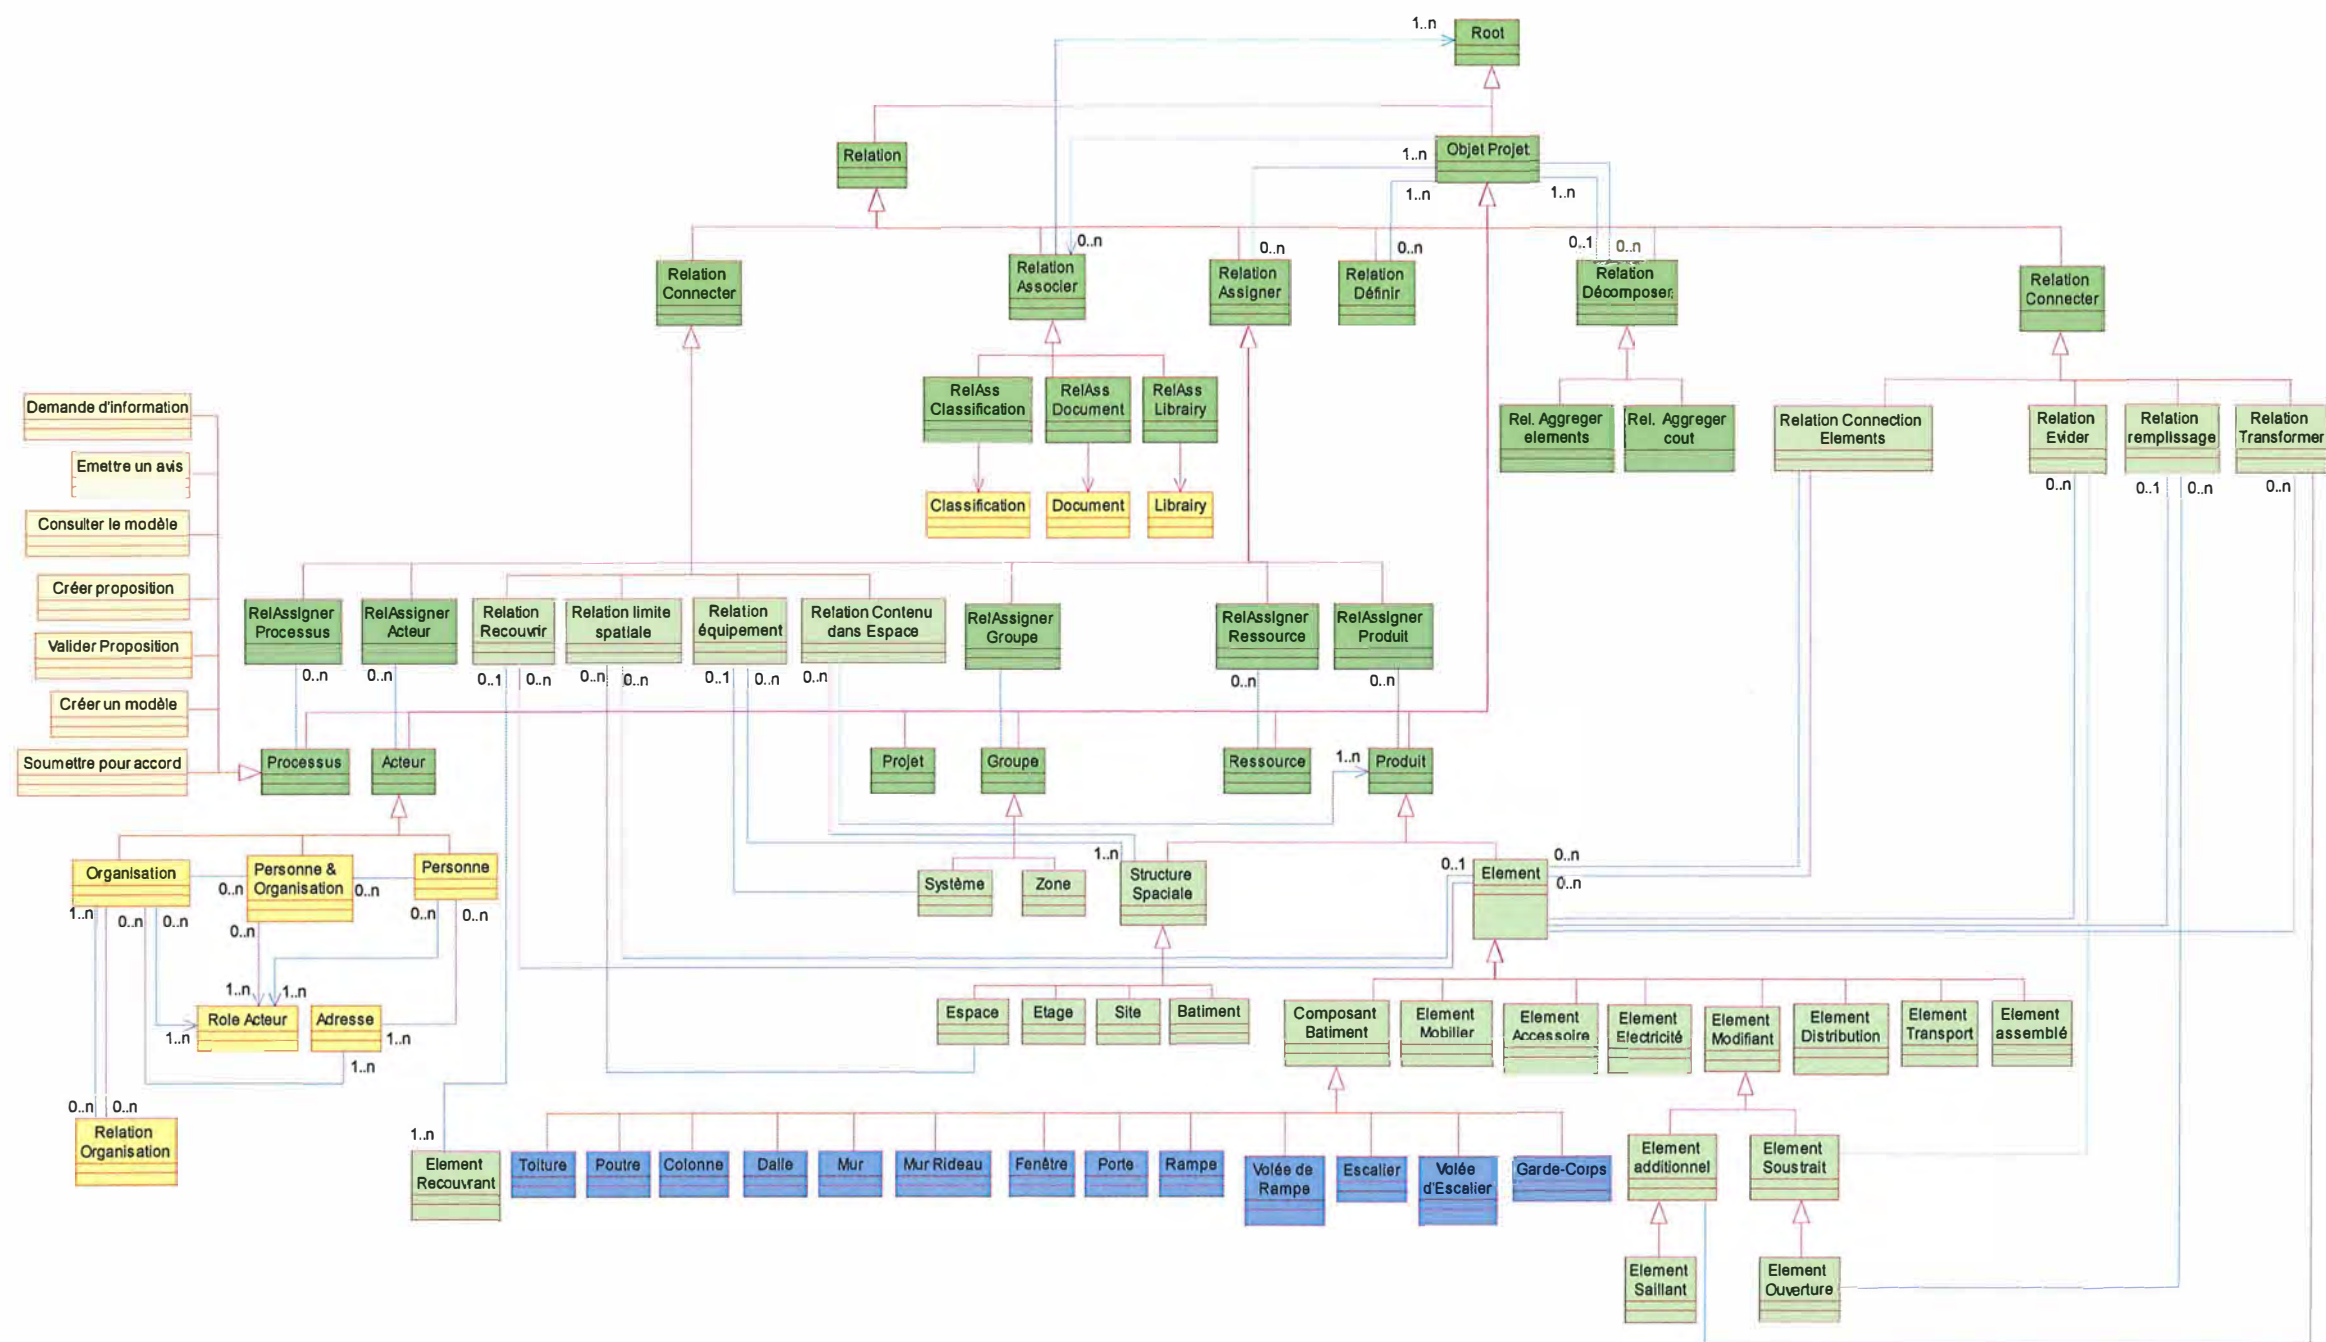 1..n
Root
Relation
1..n
Objet Projet
1..n
1..n
0..n
0..n
0..n
0..1
0..n
Relation
Connecter
Relation
Associer
Relation
Assigner
Relation
Définir
Relation
Décomposer
Relation
Connecter
Demande d'information
Emettre un avis
Consulter le modèle
Créer proposition
Valider Proposition
Créer un modèle
Soumettre pour accord
RelAss
Classification
RelAss
Document
RelAss
Librairy
Rel. Aggreger
elements
Rel. Aggreger
cout
Relation Connection
Elements
Relation
Evider
Relation
remplissage
Relation
Transformer
0..n
0..1
0..n
0..n
Classification
Document
Librairy
RelAssigner
Processus
RelAssigner
Acteur
Relation
Recouvrir
Relation limite
spatiale
Relation
équipement
Relation Contenu
dans Espace
RelAssigner
Groupe
RelAssigner
Ressource
RelAssigner
Produit
0..n
0..n
0..1
0..n
0..n
0..n
0..1
0..n
0..n
0..n
0..n
Processus
Acteur
Projet
Groupe
Ressource
1..n
Produit
Organisation
Personne &
Organisation
Personne
0..n
0..n
1..n
0..n
0..n
0..n
0..n
0..n
Système
Zone
1..n
Structure
Spaciale
0..1
Element
0..n
0..n
1..n
1..n
1..n
Role Acteur
Adresse
1..n
1..n
Espace
Etage
Site
Batiment
Composant
Batiment
Element
Mobilier
Element
Accessoire
Element
Electricité
Element
Modifiant
Element
Distribution
Element
Transport
Element
assemblé
0..n
0..n
Relation
Organisation
1..n
Element
Recouvrant
Toiture
Poutre
Colonne
Dalle
Mur
Mur Rideau
Fenêtre
Porte
Rampe
Volée de
Rampe
Escalier
Volée
d'Escalier
Garde-Corps
Element
additionnel
Element
Soustrait
Element
Saillant
Element
Ouverture